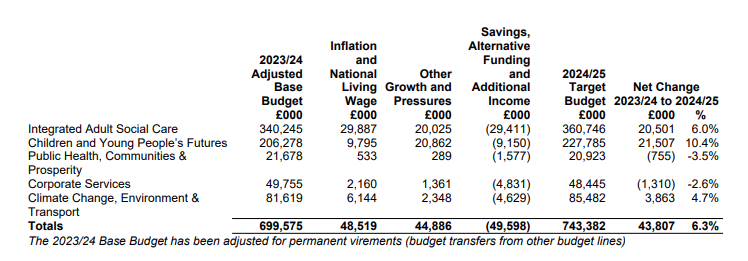 Savings,
Inflation Alternative
2023/24 and Funding
Adjusted National Other and 2024/25
Base Living Growth and Additional Target Net Change
Budget Wage Pressures Income Budget 2023/24 to 2024/25
£000 £000 £000 £000 £000 £000 %
Integrated Adult Social Care 340,245 29,887 20,025 (29,411) 360,746 20,501 6.0%
Children and Young People's Futures 206,278 9,795 20,862 (9,150) 227,785 21,507 10.4%
Public Health, Communities & 21,678 533 289 (1,577) 20,923 (755) -3.5%
Prosperity
Corporate Services 49,755 2,160 1,361 (4,831) 48,445 (1,310) -2.6%
Climate Change, Environment & 81,619 6,144 2,348 (4,629) 85,482 3,863 4.7%
Transport
Totals 699,575 48,519 44,886 (49,598) 743,382 43,807 6.3%
The 2023/24 Base Budget has been adjusted for permanent virements (budget transfers from other budget lines)